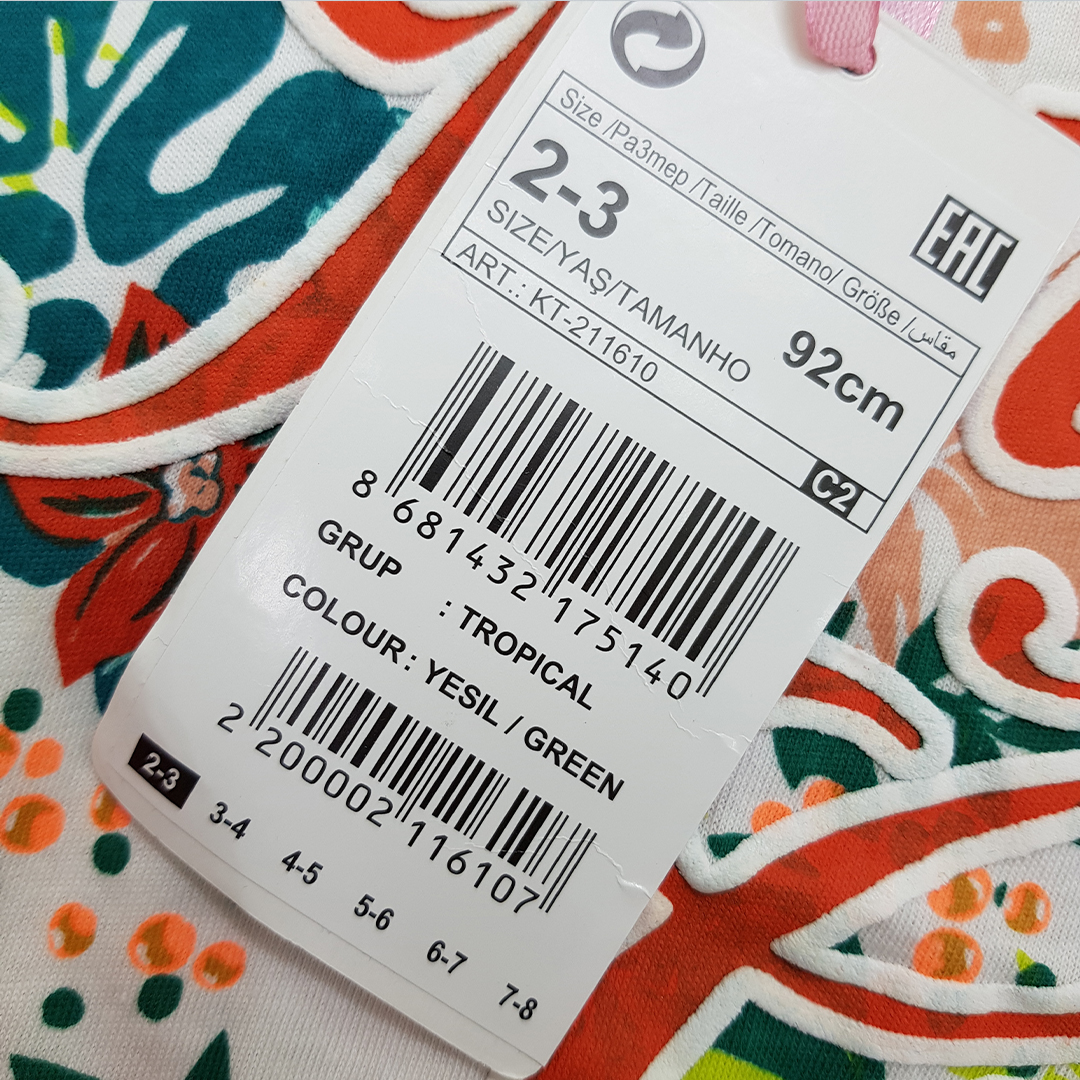 Size /Pa3mep /Taille /Tomano/ Größe /مقاس
2-3
92cm
SIZE/YAŞ/TAMANHO
ART.: KT-211610
C2
EAC
8 681432 175140
GRUP : TROPICAL
COLOUR: YESIL / GREEN
2 200002 116107
2-3 3-4 4-5 5-6 6-7 7-8